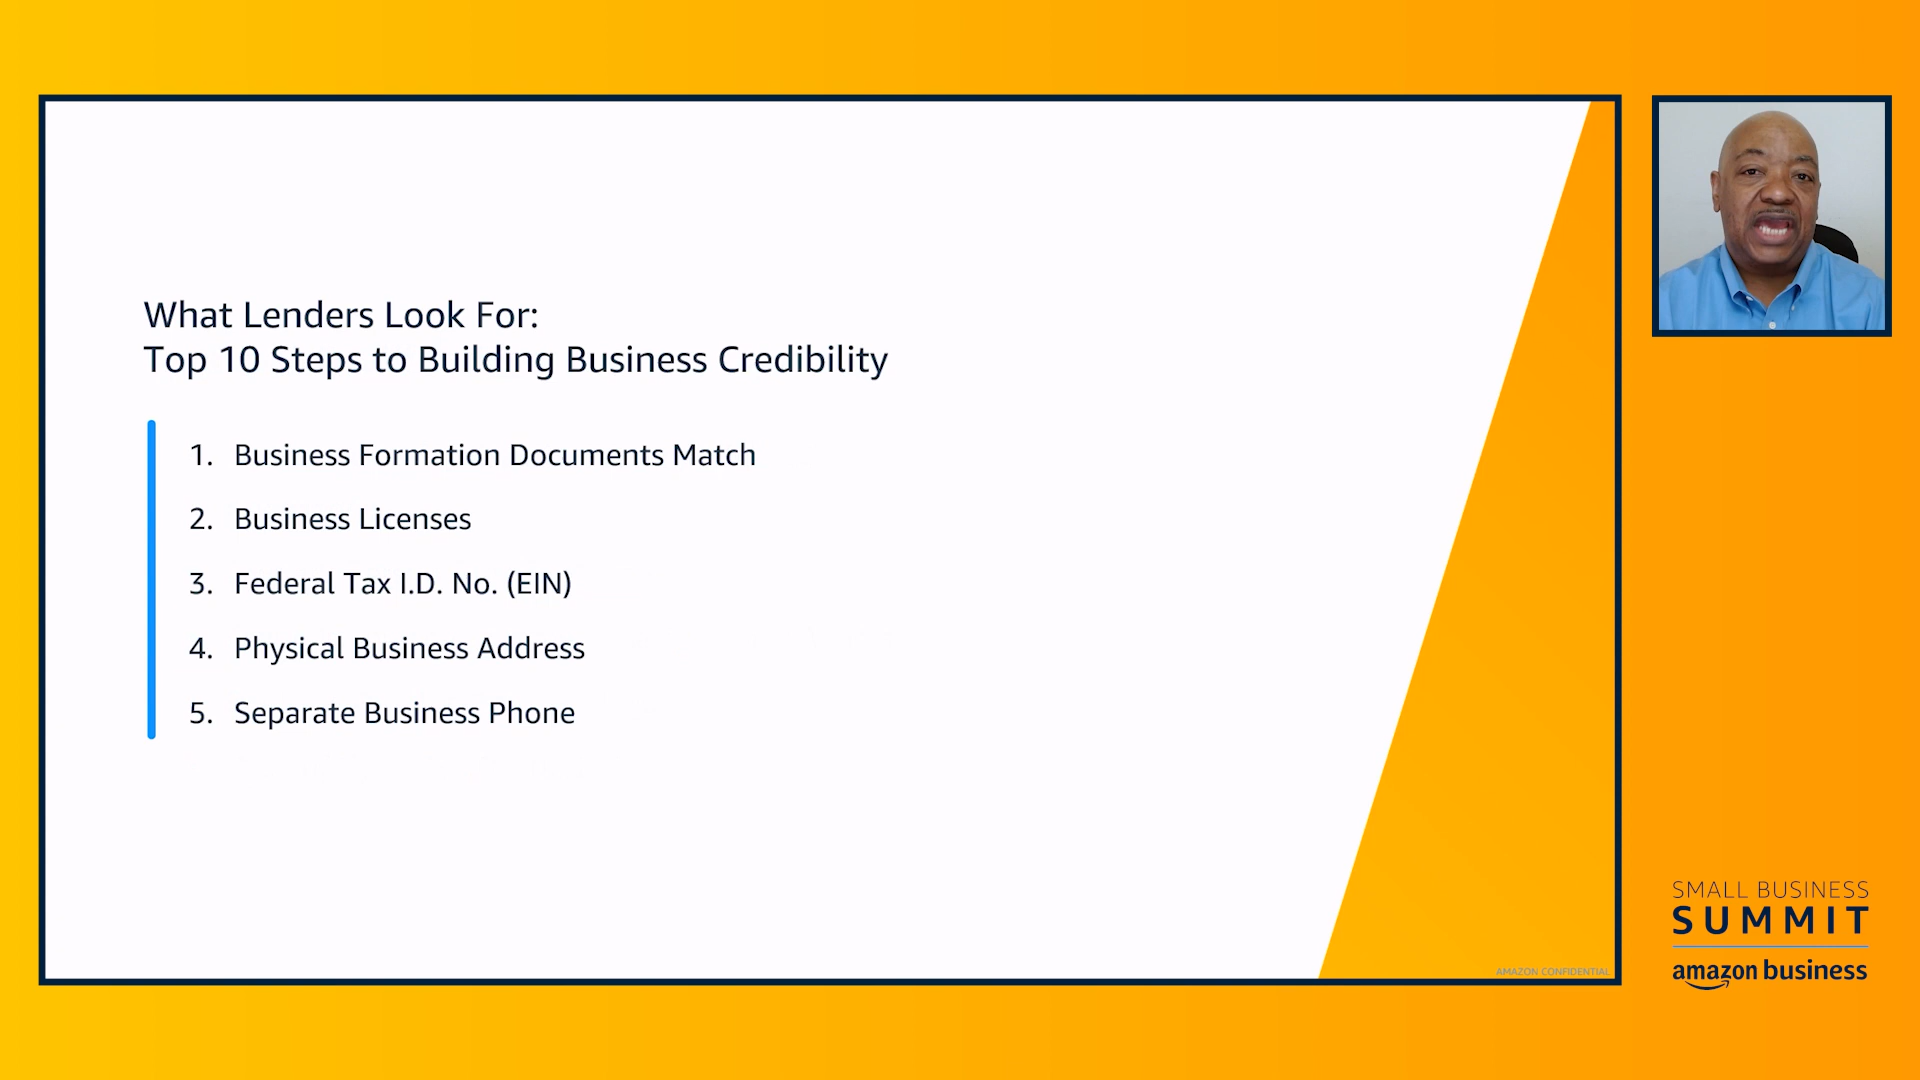 What Lenders Look For:
Top 10 Steps to Building Business Credibility
1. Business Formation Documents Match
2. Business Licenses
3. Federal Tax I.D. No. (EIN)
4. Physical Business Address
5. Separate Business Phone
AMAZON CONFIDENTIAL
SMALL BUSINESS
SUMMIT
amazon business